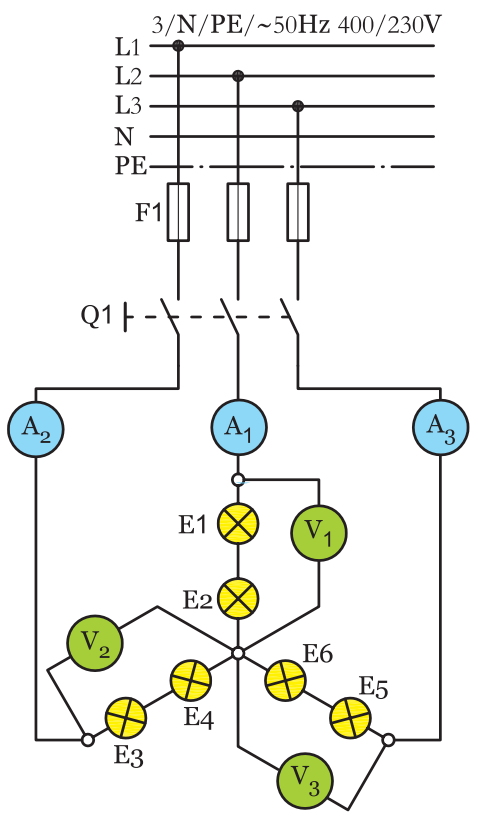 3/N/PE/~50Hz 400/230V
L1
L2
L3
N
PE
F1
Q1
A₂
A₁
A₃
E1
V₁
E2
V₂
E6
E4
E5
E3
V₃